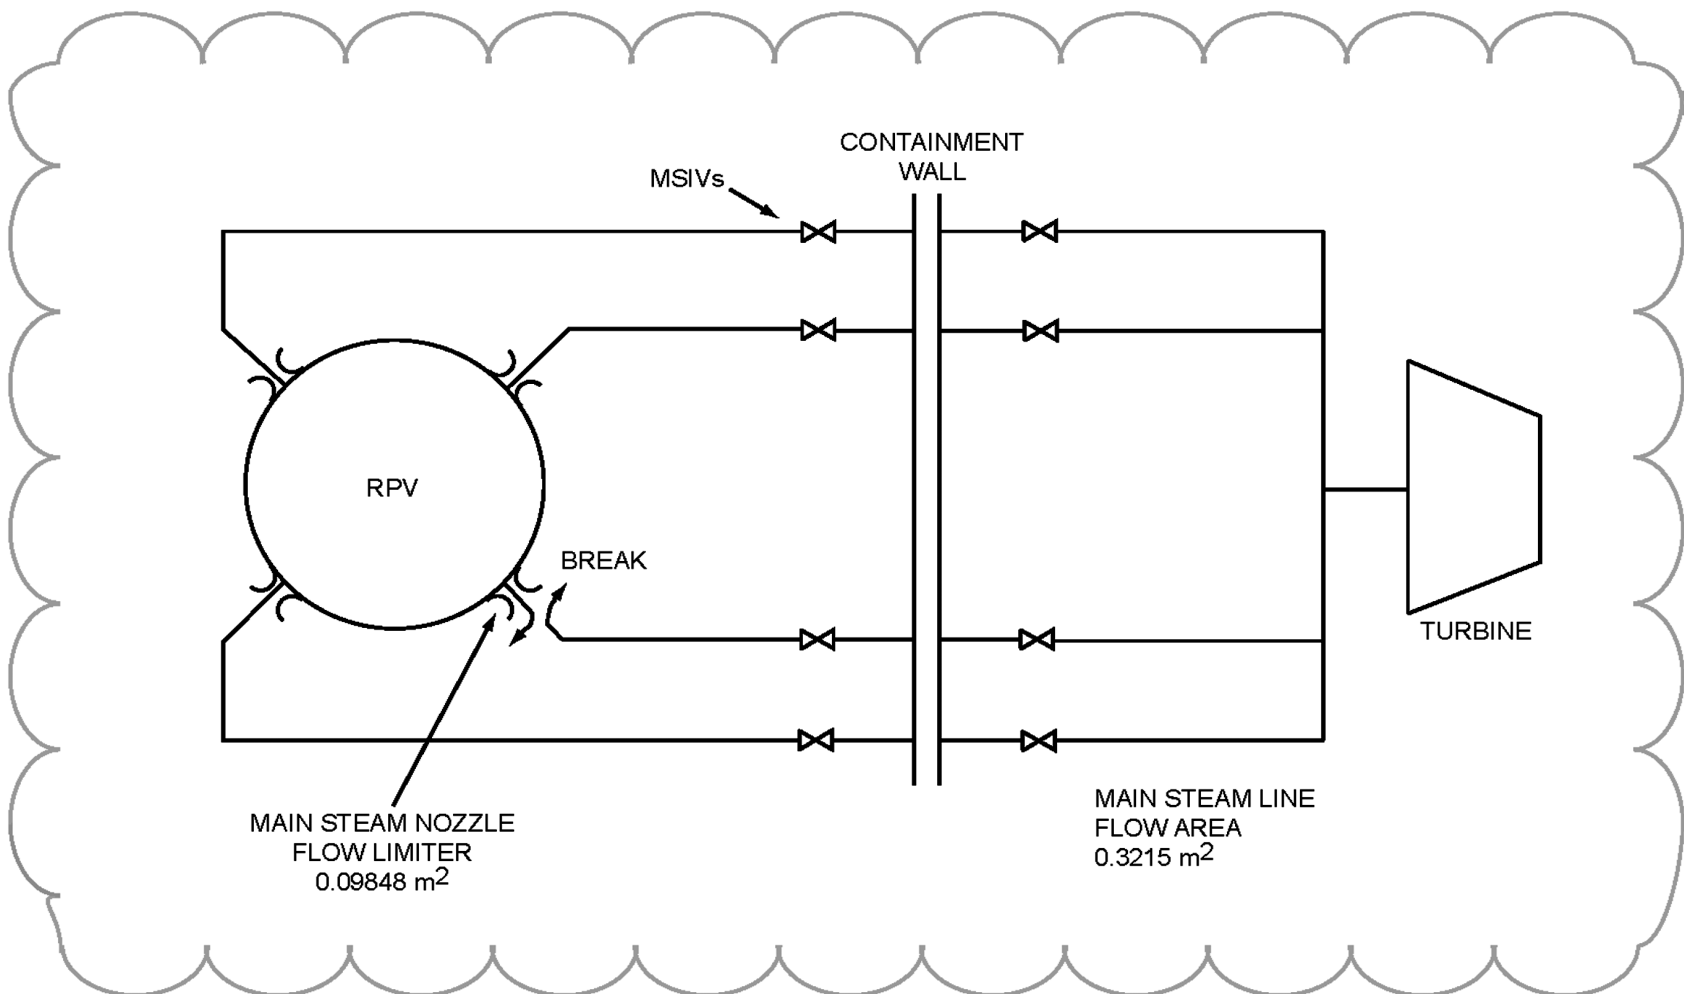 CONTAINMENT
WALL
MSIVs
RPV
BREAK
TURBINE
MAIN STEAM NOZZLE
FLOW LIMITER
0.09848 m²
MAIN STEAM LINE
FLOW AREA
0.3215 m²